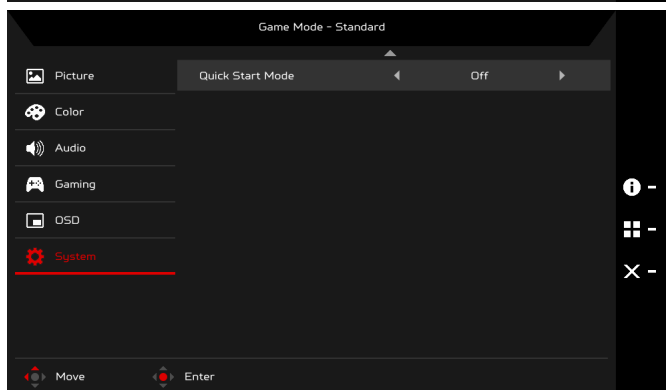 Game Mode - Standard
Picture
Quick Start Mode
Off
Color
Audio
Gaming
OSD
System
Move
Enter